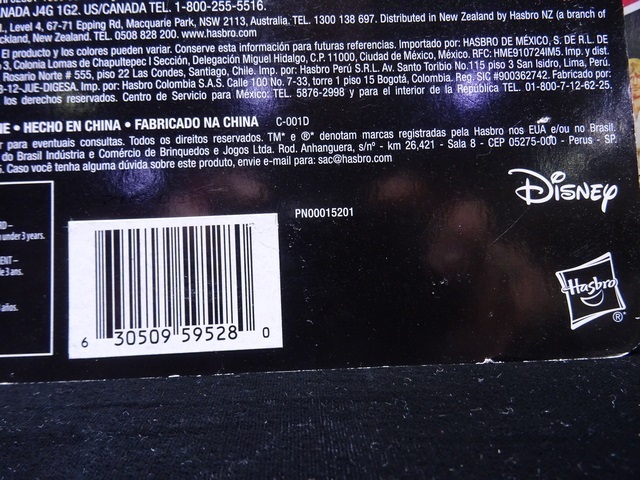 ANADA J4G 1G2. US/CANADA TEL. 1-800-255-5516.
L, Level 4, 67-71 Epping Rd, Macquarie Park, NSW 2113, Australia. TEL. 1300 138 697. Distributed in New Zealand by Hasbro NZ (a branch of
ckland, New Zealand. TEL. 0508 828 200. www.hasbro.com
El producto y los colores pueden variar. Conserve esta información para futuras referencias. Importado por: HASBRO DE MÉXICO, S. DE R.L. DE
3, Colonia Lomas de Chapultepec I Sección, Delegación Miguel Hidalgo, C.P. 11000, Ciudad de México, México. RFC: HME910724IM5. Imp. y dist.
Rosario Norte # 555, piso 22 Las Condes, Santiago, Chile. Imp. por: Hasbro Perú S.R.L. Av. Santo Toribio No.115 piso 3 San Isidro, Lima, Perú.
8-12-JUE-DIGESA. Imp. por: Hasbro Colombia S.A.S. Calle 100 No. 7-33, torre 1 piso 15 Bogotá, Colombia. Reg. SIC #900362742. Fabricado por:
los derechos reservados. Centro de Servicio para México: TEL. 5876-2998 y para el interior de la República TEL. 01-800-7-12-62-25.
NE • HECHO EN CHINA • FABRICADO NA CHINA C-001D
r para eventuais consultas. Todos os direitos reservados. TM* e ®* denotam marcas registradas pela Hasbro nos EUA e/ou no Brasil.
do Brasil Indústria e Comércio de Brinquedos e Jogos Ltda. Rod. Anhanguera, s/nº - km 26,421 - Sala 8 - CEP 05275-000 - Perus - SP.
. Caso você tenha alguma dúvida sobre este produto, envie e-mail para: sac@hasbro.com
Disney
PN00015201
RD –
under 3 years.
ENT –
e 3 ans.
años.
6 30509 59528 0
Hasbro
®